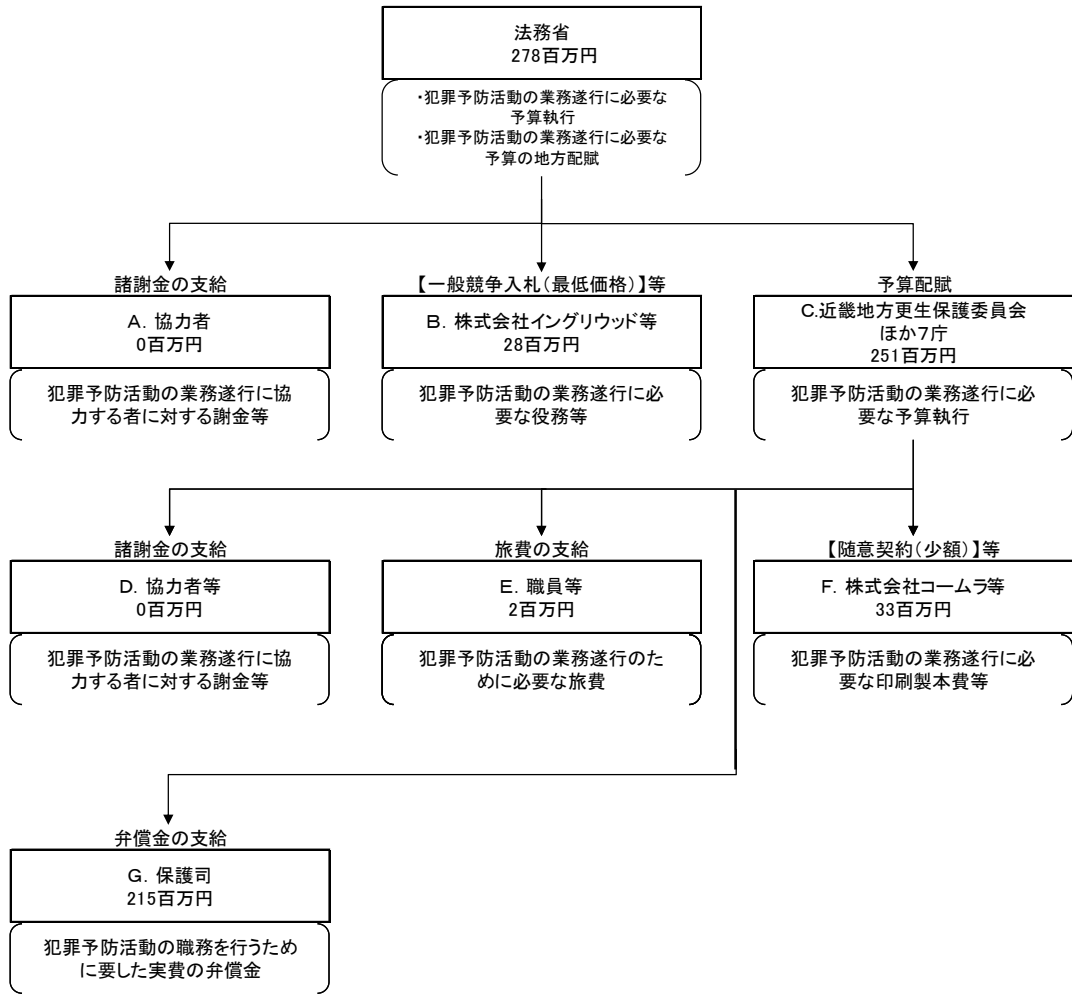 法務省
278百万円
・犯罪予防活動の業務遂行に必要な
予算執行
・犯罪予防活動の業務遂行に必要な
予算の地方配賦
諸謝金の支給
A．協力者
0百万円
犯罪予防活動の業務遂行に協
力する者に対する謝金等
【一般競争入札（最低価格）】等
B．株式会社イングリウッド等
28百万円
犯罪予防活動の業務遂行に必
要な役務等
予算配賦
C.近畿地方更生保護委員会
ほか７庁
251百万円
犯罪予防活動の業務遂行に必
要な予算執行
諸謝金の支給
D．協力者等
0百万円
犯罪予防活動の業務遂行に協
力する者に対する謝金等
旅費の支給
E．職員等
2百万円
犯罪予防活動の業務遂行のた
めに必要な旅費
【随意契約（少額）】等
F．株式会社コームラ等
33百万円
犯罪予防活動の業務遂行に必
要な印刷製本費等
弁償金の支給
G．保護司
215百万円
犯罪予防活動の職務を行うため
に要した実費の弁償金